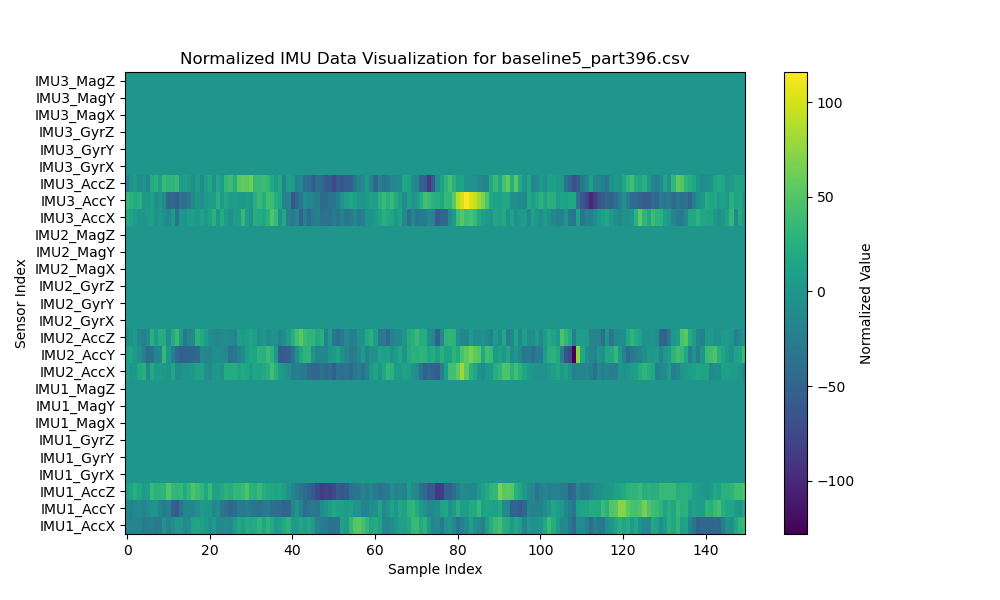 Normalized IMU Data Visualization for baseline5_part396.csv
IMU3_MagZ
IMU3_MagY
IMU3_MagX
IMU3_GyrZ
IMU3_GyrY
IMU3_GyrX
IMU3_AccZ
IMU3_AccY
IMU3_AccX
IMU2_MagZ
IMU2_MagY
IMU2_MagX
IMU2_GyrZ
IMU2_GyrY
IMU2_GyrX
IMU2_AccZ
IMU2_AccY
IMU2_AccX
IMU1_MagZ
IMU1_MagY
IMU1_MagX
IMU1_GyrZ
IMU1_GyrY
IMU1_GyrX
IMU1_AccZ
IMU1_AccY
IMU1_AccX
Sensor Index
0 20 40 60 80 100 120 140
Sample Index
100
50
0
−50
−100
Normalized Value